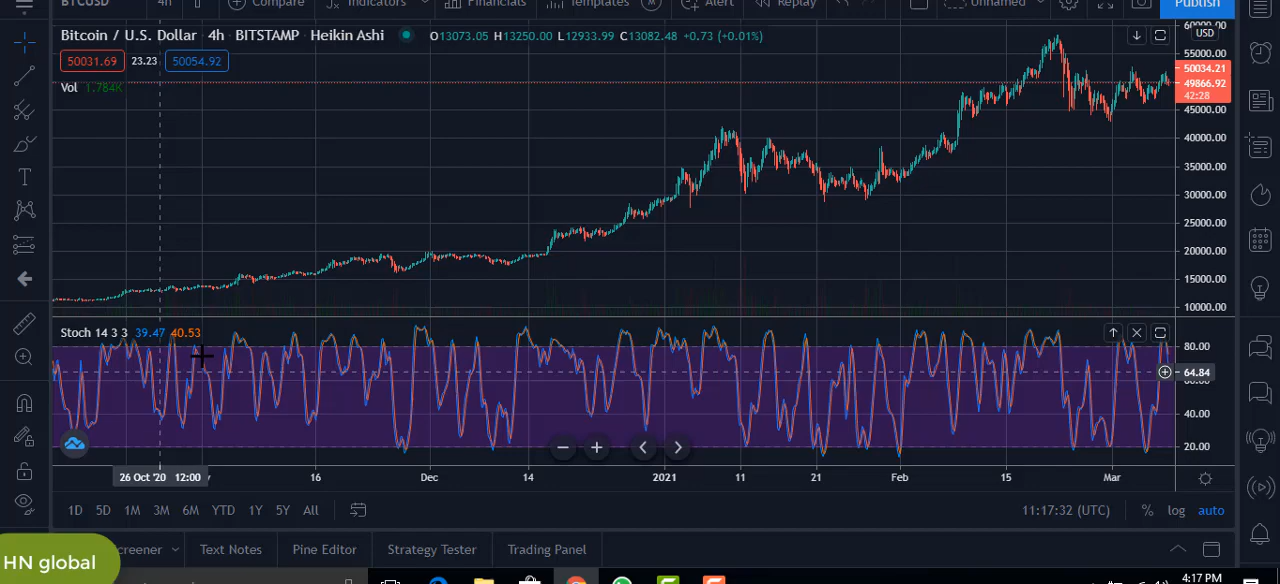 BTCUSD 4h Compare Indicators Financials Templates Alert Replay Unnamed Publish
Bitcoin / U.S. Dollar 4h BITSTAMP Heikin Ashi O13073.05 H13250.00 L12933.99 C13082.48 +0.73 (+0.01%)
50031.69 23.23 50054.92
Vol 1.784K
60000.00
USD
55000.00
50034.21
49866.92
42:28
45000.00
40000.00
35000.00
30000.00
25000.00
20000.00
15000.00
10000.00
Stoch 14 3 3 39.47 40.53
80.00
64.84
60.00
40.00
20.00
26 Oct '20 12:00 16 Dec 14 2021 11 21 Feb 15 Mar
1D 5D 1M 3M 6M YTD 1Y 5Y All 11:17:32 (UTC) % log auto
creener Text Notes Pine Editor Strategy Tester Trading Panel
HN global
4:17 PM